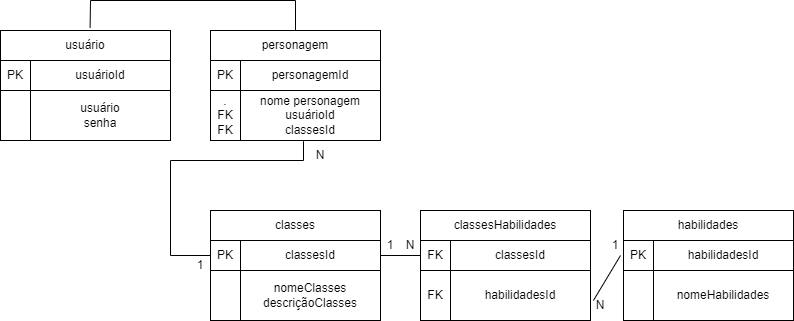 usuário
PK usuárioId
usuário
senha
personagem
PK personagemId
. nome personagem
FK usuárioId
FK classesId
N
1
classes
PK classesId
nomeClasses
descriçãoClasses
1 N
classesHabilidades
FK classesId
FK habilidadesId
1
N
habilidades
PK habilidadesId
nomeHabilidades